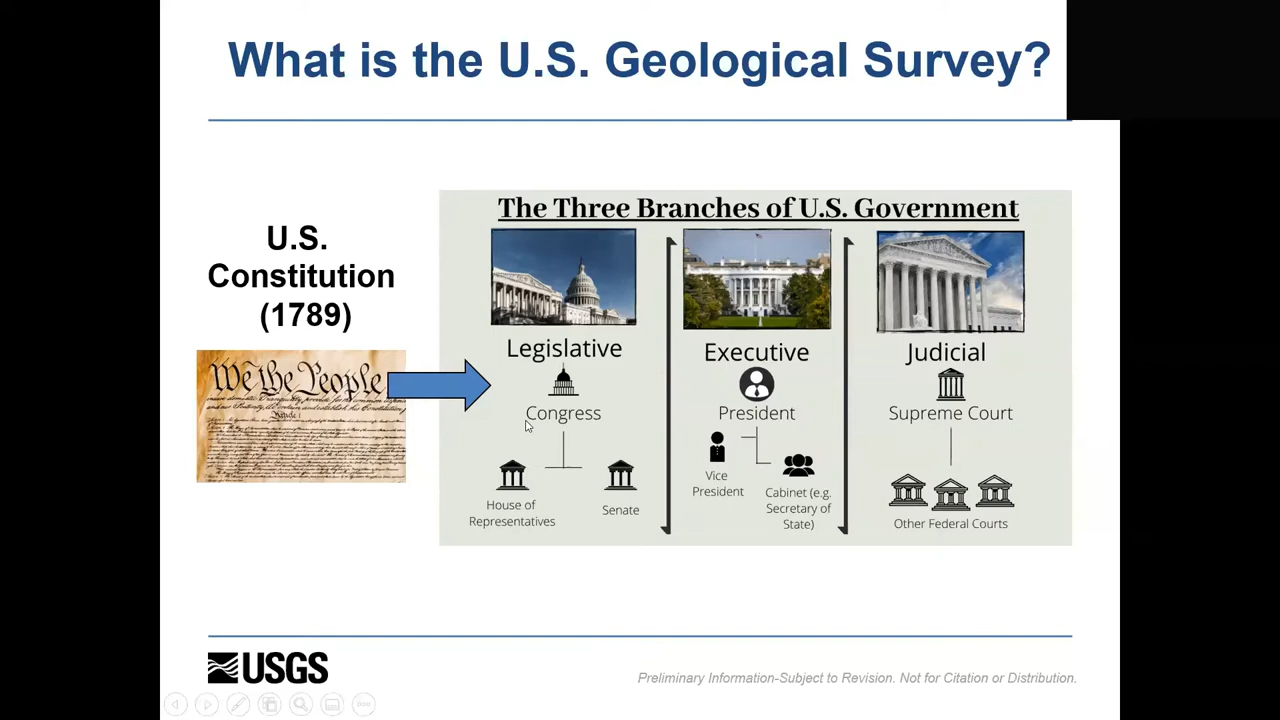 What is the U.S. Geological Survey?
U.S.
Constitution
(1789)
We the People
Article I
The Three Branches of U.S. Government
Legislative
Congress
House of
Representatives
Senate
Executive
President
Vice
President
Cabinet (e.g.
Secretary of
State)
Judicial
Supreme Court
Other Federal Courts
USGS
Preliminary Information-Subject to Revision. Not for Citation or Distribution.